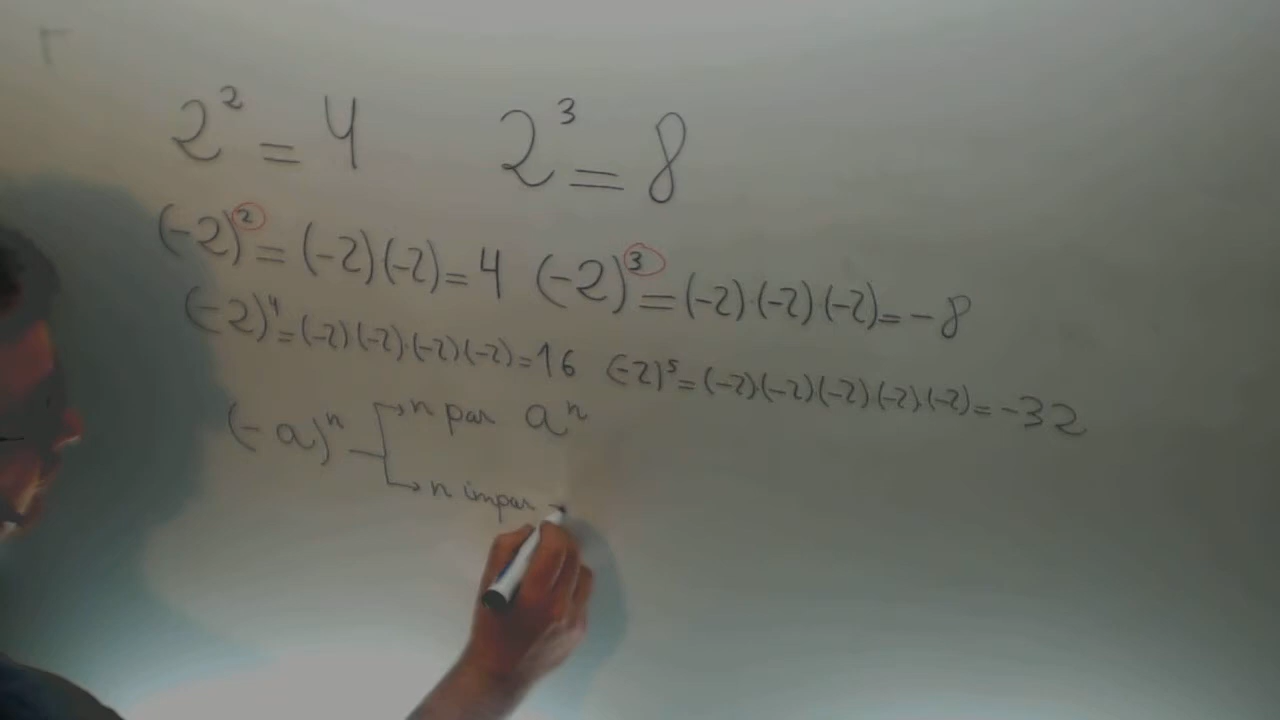 2² = 4 2³ = 8
(-2)² = (-2)(-2) = 4 (-2)³ = (-2)·(-2)·(-2) = -8
(-2)⁴ = (-2)(-2)·(-2)(-2) = 16 (-2)⁵ = (-2)·(-2)(-2)(-2)·(-2) = -32
(-a)ⁿ n par aⁿ
n impar -